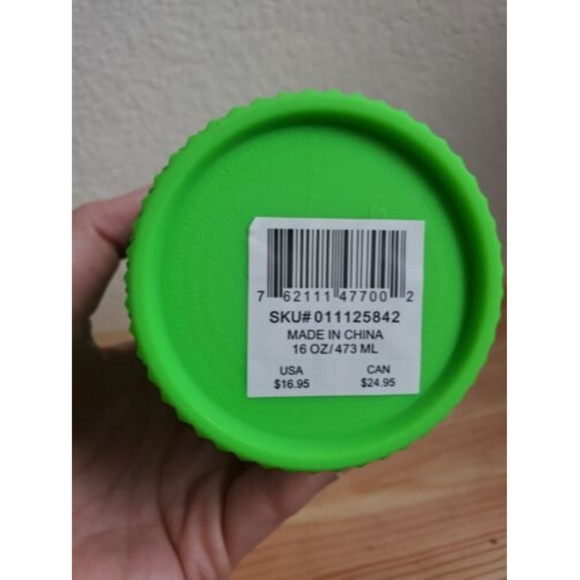 7 62111 47700 2
SKU# 011125842
MADE IN CHINA
16 OZ/473 ML
USA CAN
$16.95 $24.95